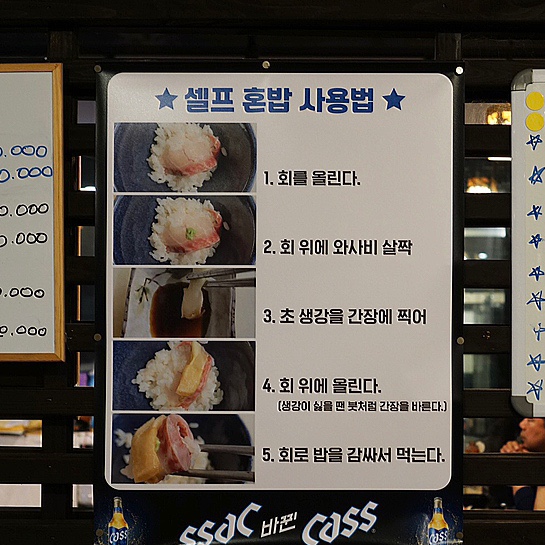 ★ 셀프 혼밥 사용법 ★
1. 회를 올린다.
2. 회 위에 와사비 살짝
3. 초 생강을 간장에 찍어
4. 회 위에 올린다.
(생강이 싫을 땐 붓처럼 간장을 바른다.)
5. 회로 밥을 감싸서 먹는다.
ssac 바뀐 Cass
Cass
Cass